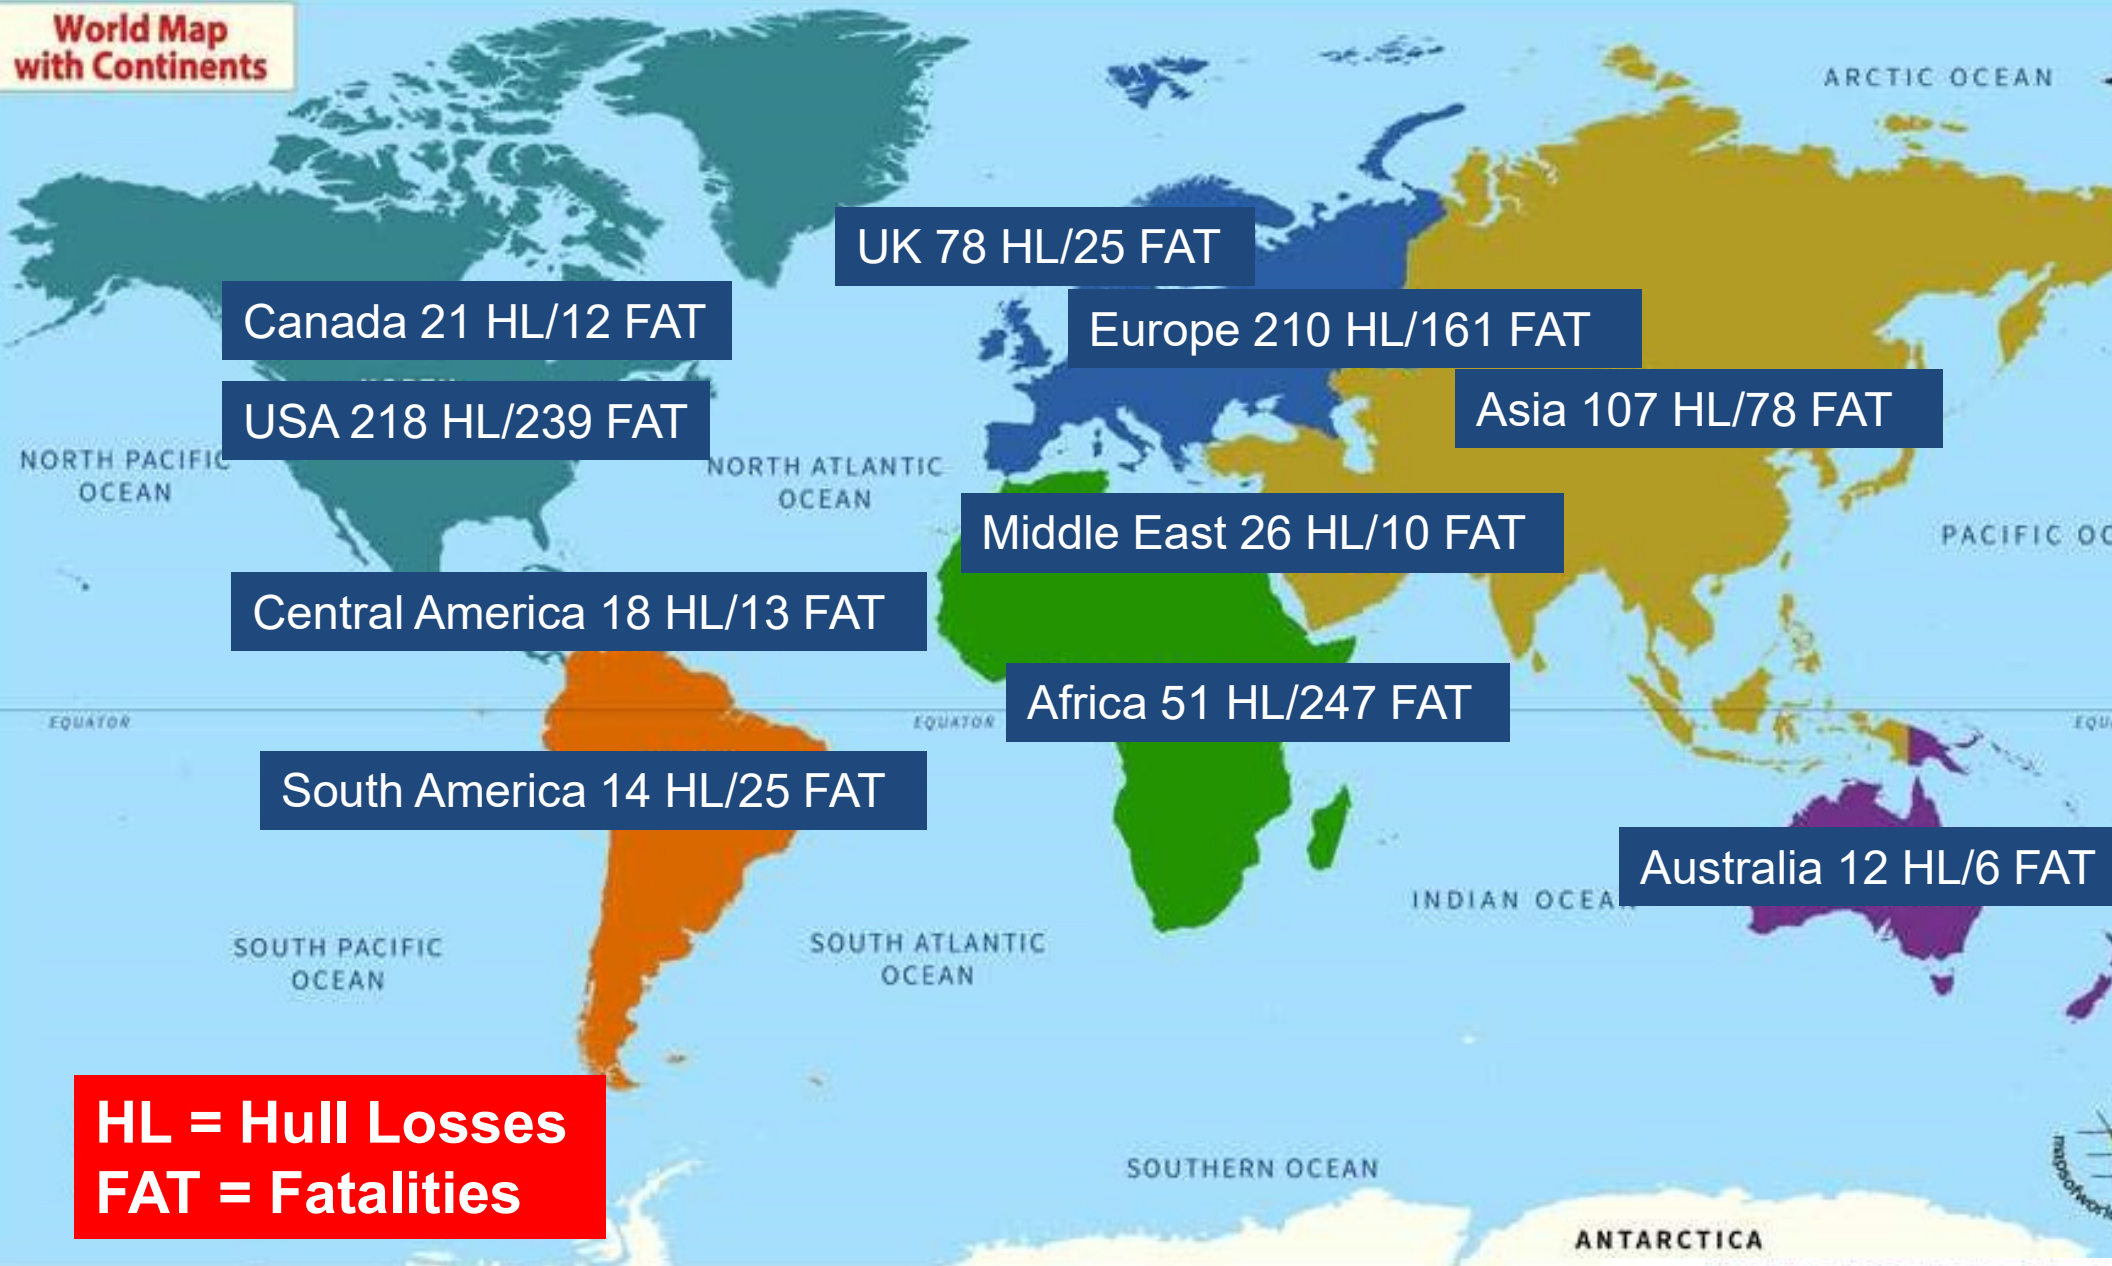 World Map
with Continents
ARCTIC OCEAN
UK 78 HL/25 FAT
Canada 21 HL/12 FAT
Europe 210 HL/161 FAT
USA 218 HL/239 FAT
Asia 107 HL/78 FAT
NORTH PACIFIC
OCEAN
NORTH ATLANTIC
OCEAN
Middle East 26 HL/10 FAT
PACIFIC OC
Central America 18 HL/13 FAT
Africa 51 HL/247 FAT
EQUATOR
EQUATOR
EQU
South America 14 HL/25 FAT
Australia 12 HL/6 FAT
INDIAN OCEA
SOUTH PACIFIC
OCEAN
SOUTH ATLANTIC
OCEAN
HL = Hull Losses
FAT = Fatalities
SOUTHERN OCEAN
ANTARCTICA